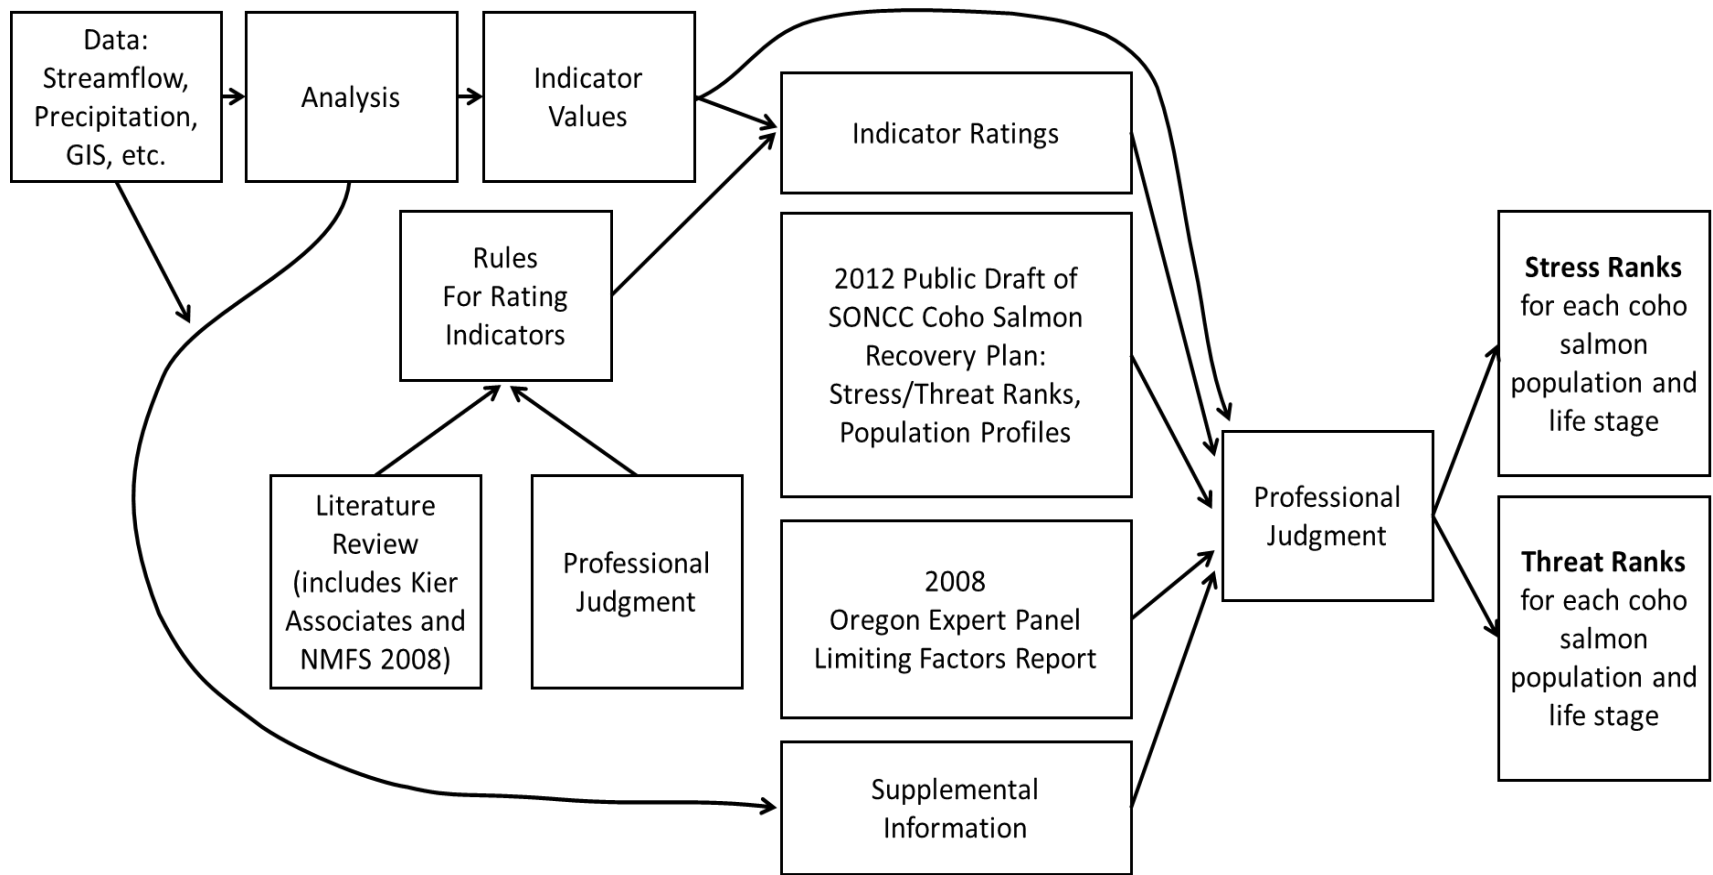 Data:
Streamflow,
Precipitation,
GIS, etc.
Analysis
Indicator
Values
Indicator Ratings
Rules
For Rating
Indicators
2012 Public Draft of
SONCC Coho Salmon
Recovery Plan:
Stress/Threat Ranks,
Population Profiles
Literature
Review
(includes Kier
Associates and
NMFS 2008)
Professional
Judgment
2008
Oregon Expert Panel
Limiting Factors Report
Supplemental
Information
Professional
Judgment
Stress Ranks
for each coho
salmon
population and
life stage
Threat Ranks
for each coho
salmon
population and
life stage